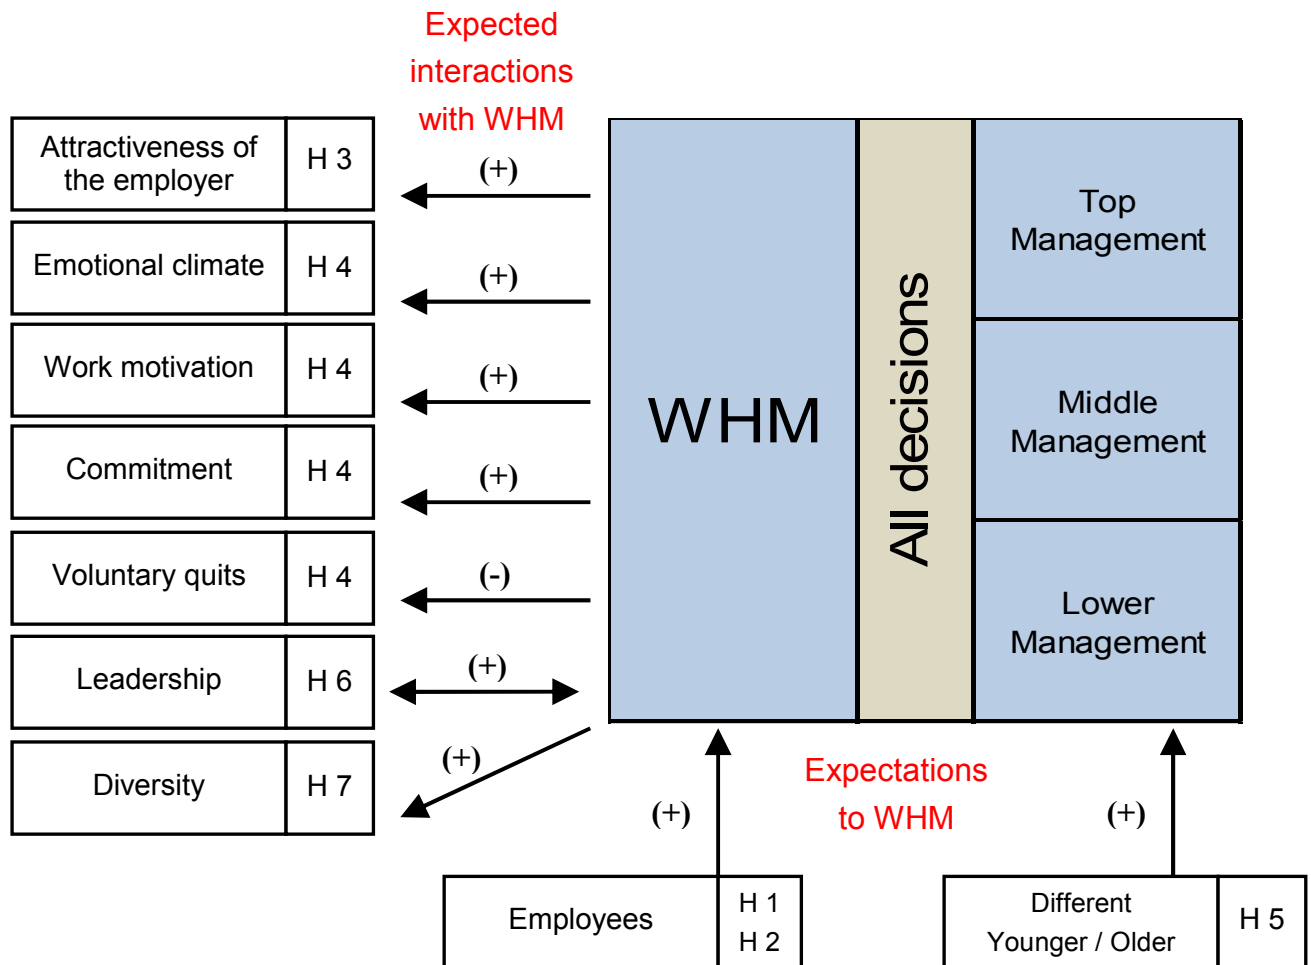 Expected
interactions
with WHM
Attractiveness of
the employer
H 3
(+)
Emotional climate
H 4
(+)
Work motivation
H 4
(+)
Commitment
H 4
(+)
Voluntary quits
H 4
(-)
Leadership
H 6
(+)
Diversity
H 7
(+)
WHM
All decisions
Top
Management
Middle
Management
Lower
Management
Expectations
to WHM
(+)
(+)
Employees
H 1
H 2
Different
Younger / Older
H 5